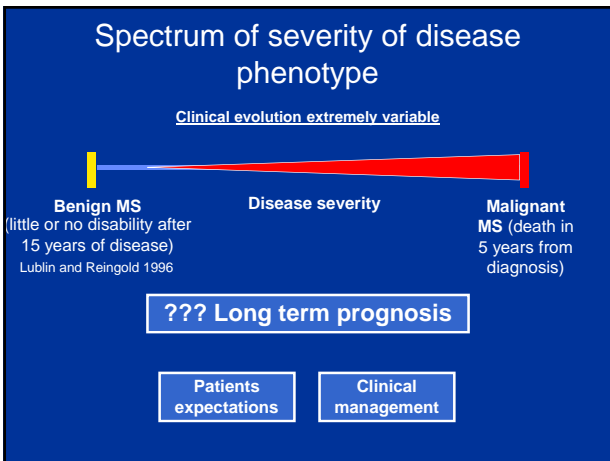 Spectrum of severity of disease
phenotype
Clinical evolution extremely variable
Benign MS
(little or no disability after
15 years of disease)
Lublin and Reingold 1996
Disease severity
Malignant
MS (death in
5 years from
diagnosis)
??? Long term prognosis
Patients
expectations
Clinical
management